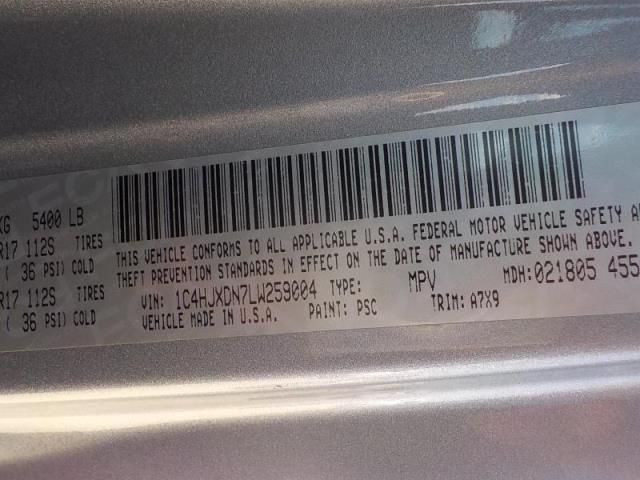 KG 5400 LB
R17 112S TIRES
( 36 PSI) COLD
R17 112S TIRES
( 36 PSI) COLD
THIS VEHICLE CONFORMS TO ALL APPLICABLE U.S.A. FEDERAL MOTOR VEHICLE SAFETY
THEFT PREVENTION STANDARDS IN EFFECT ON THE DATE OF MANUFACTURE SHOWN ABOVE.
VIN: 1C4HJXDN7LW259004 TYPE: MPV MDH: 021805 455
VEHICLE MADE IN U.S.A. PAINT: PSC TRIM: A7X9